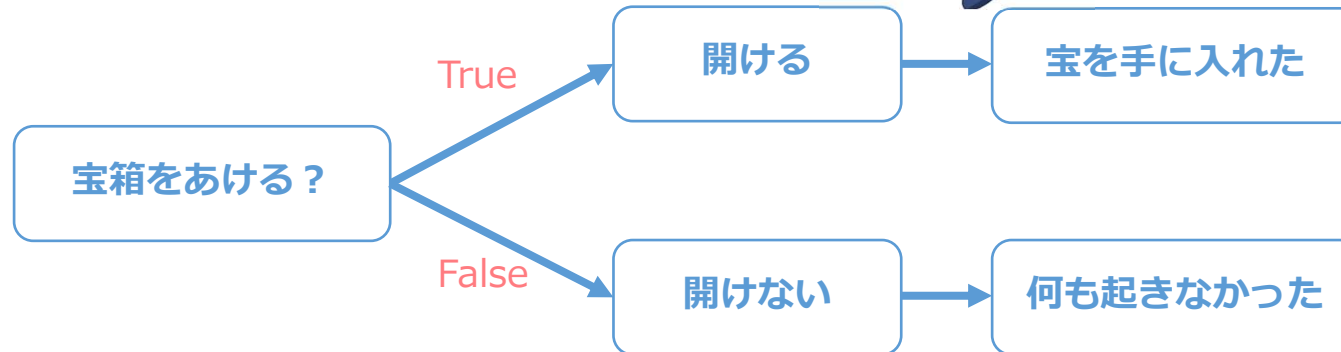 True
開ける
宝を手に入れた
宝箱をあける？
False
開けない
何も起きなかった